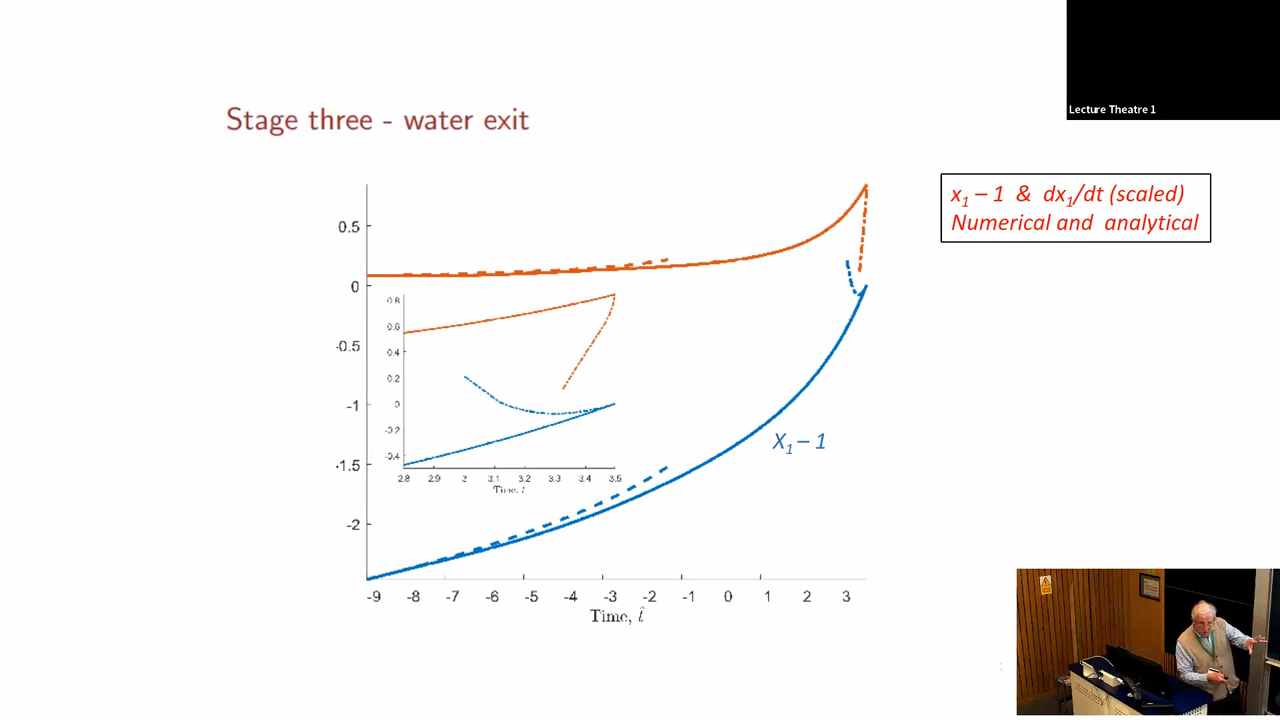 Lecture Theatre 1
Stage three - water exit
x₁ – 1 & dx₁/dt (scaled)
Numerical and analytical
0.5
0
-0.5
-1
-1.5
-2
0.8
0.6
0.4
0.2
0
-0.2
-0.4
2.8 2.9 3 3.1 3.2 3.3 3.4 3.5
Time, t
X₁ – 1
-9 -8 -7 -6 -5 -4 -3 -2 -1 0 1 2 3
Time, t̂